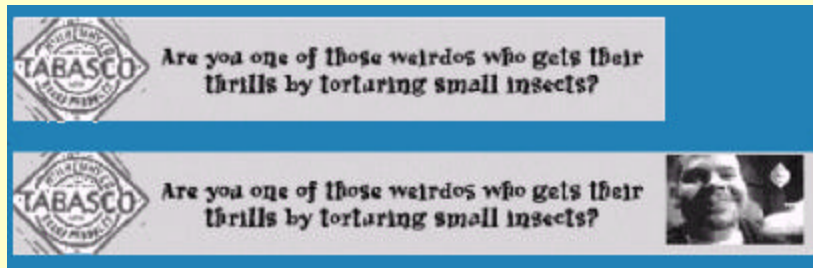 TABASCO
Are you one of those weirdos who gets their
thrills by torturing small insects?
TABASCO
Are you one of those weirdos who gets their
thrills by torturing small insects?